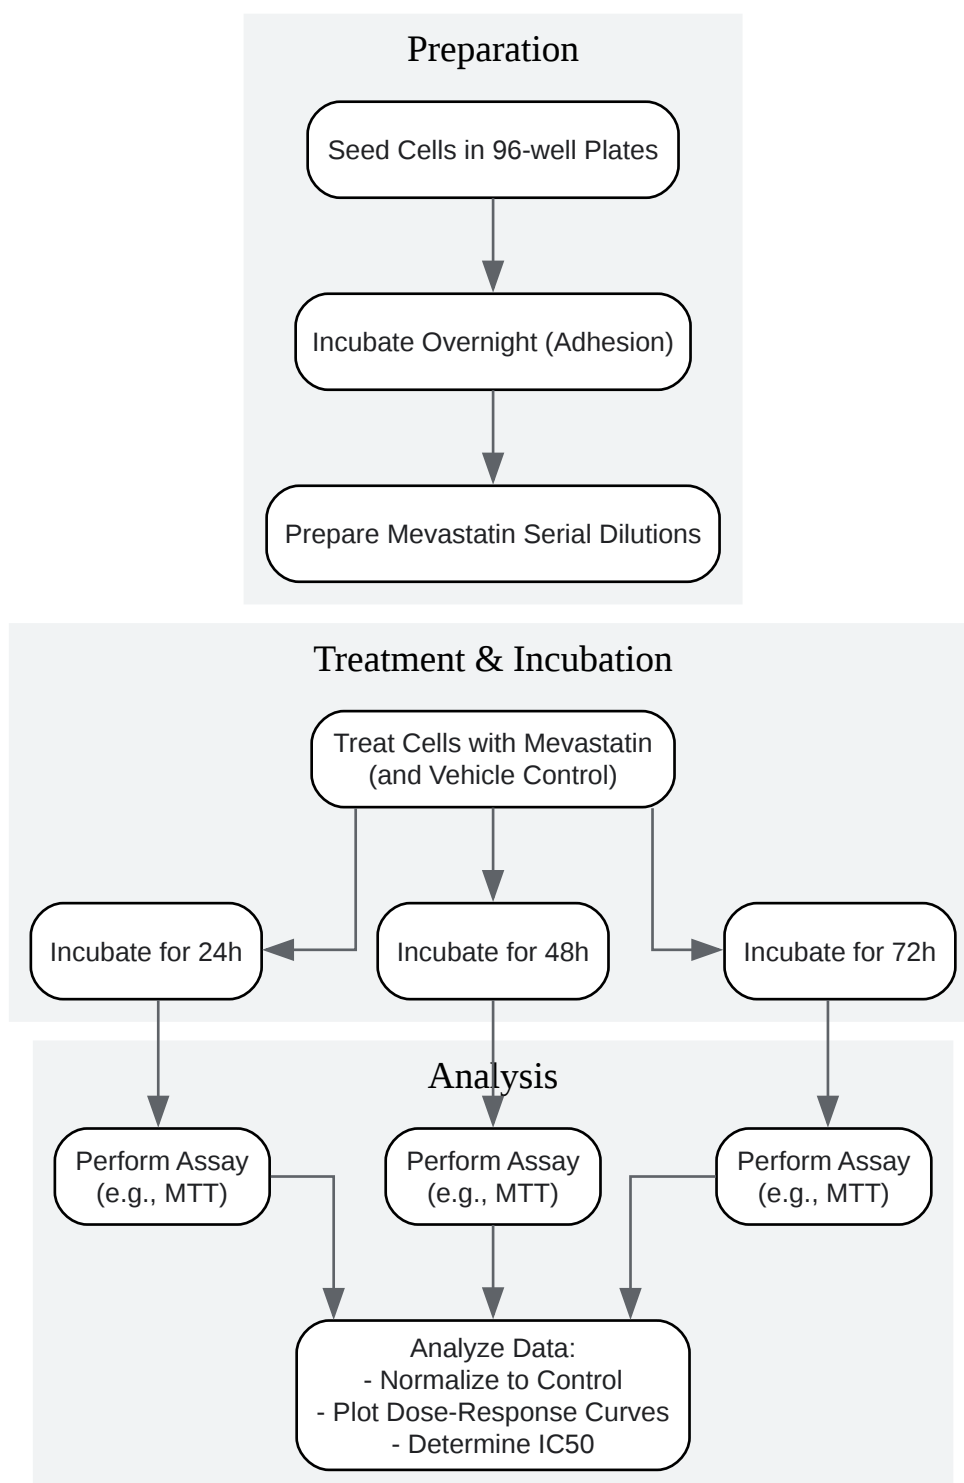 Preparation
Seed Cells in 96-well Plates
Incubate Overnight (Adhesion)
Prepare Mevastatin Serial Dilutions
Treatment & Incubation
Treat Cells with Mevastatin
(and Vehicle Control)
Incubate for 24h
Incubate for 48h
Incubate for 72h
Analysis
Perform Assay
(e.g., MTT)
Perform Assay
(e.g., MTT)
Perform Assay
(e.g., MTT)
Analyze Data:
- Normalize to Control
- Plot Dose-Response Curves
- Determine IC50